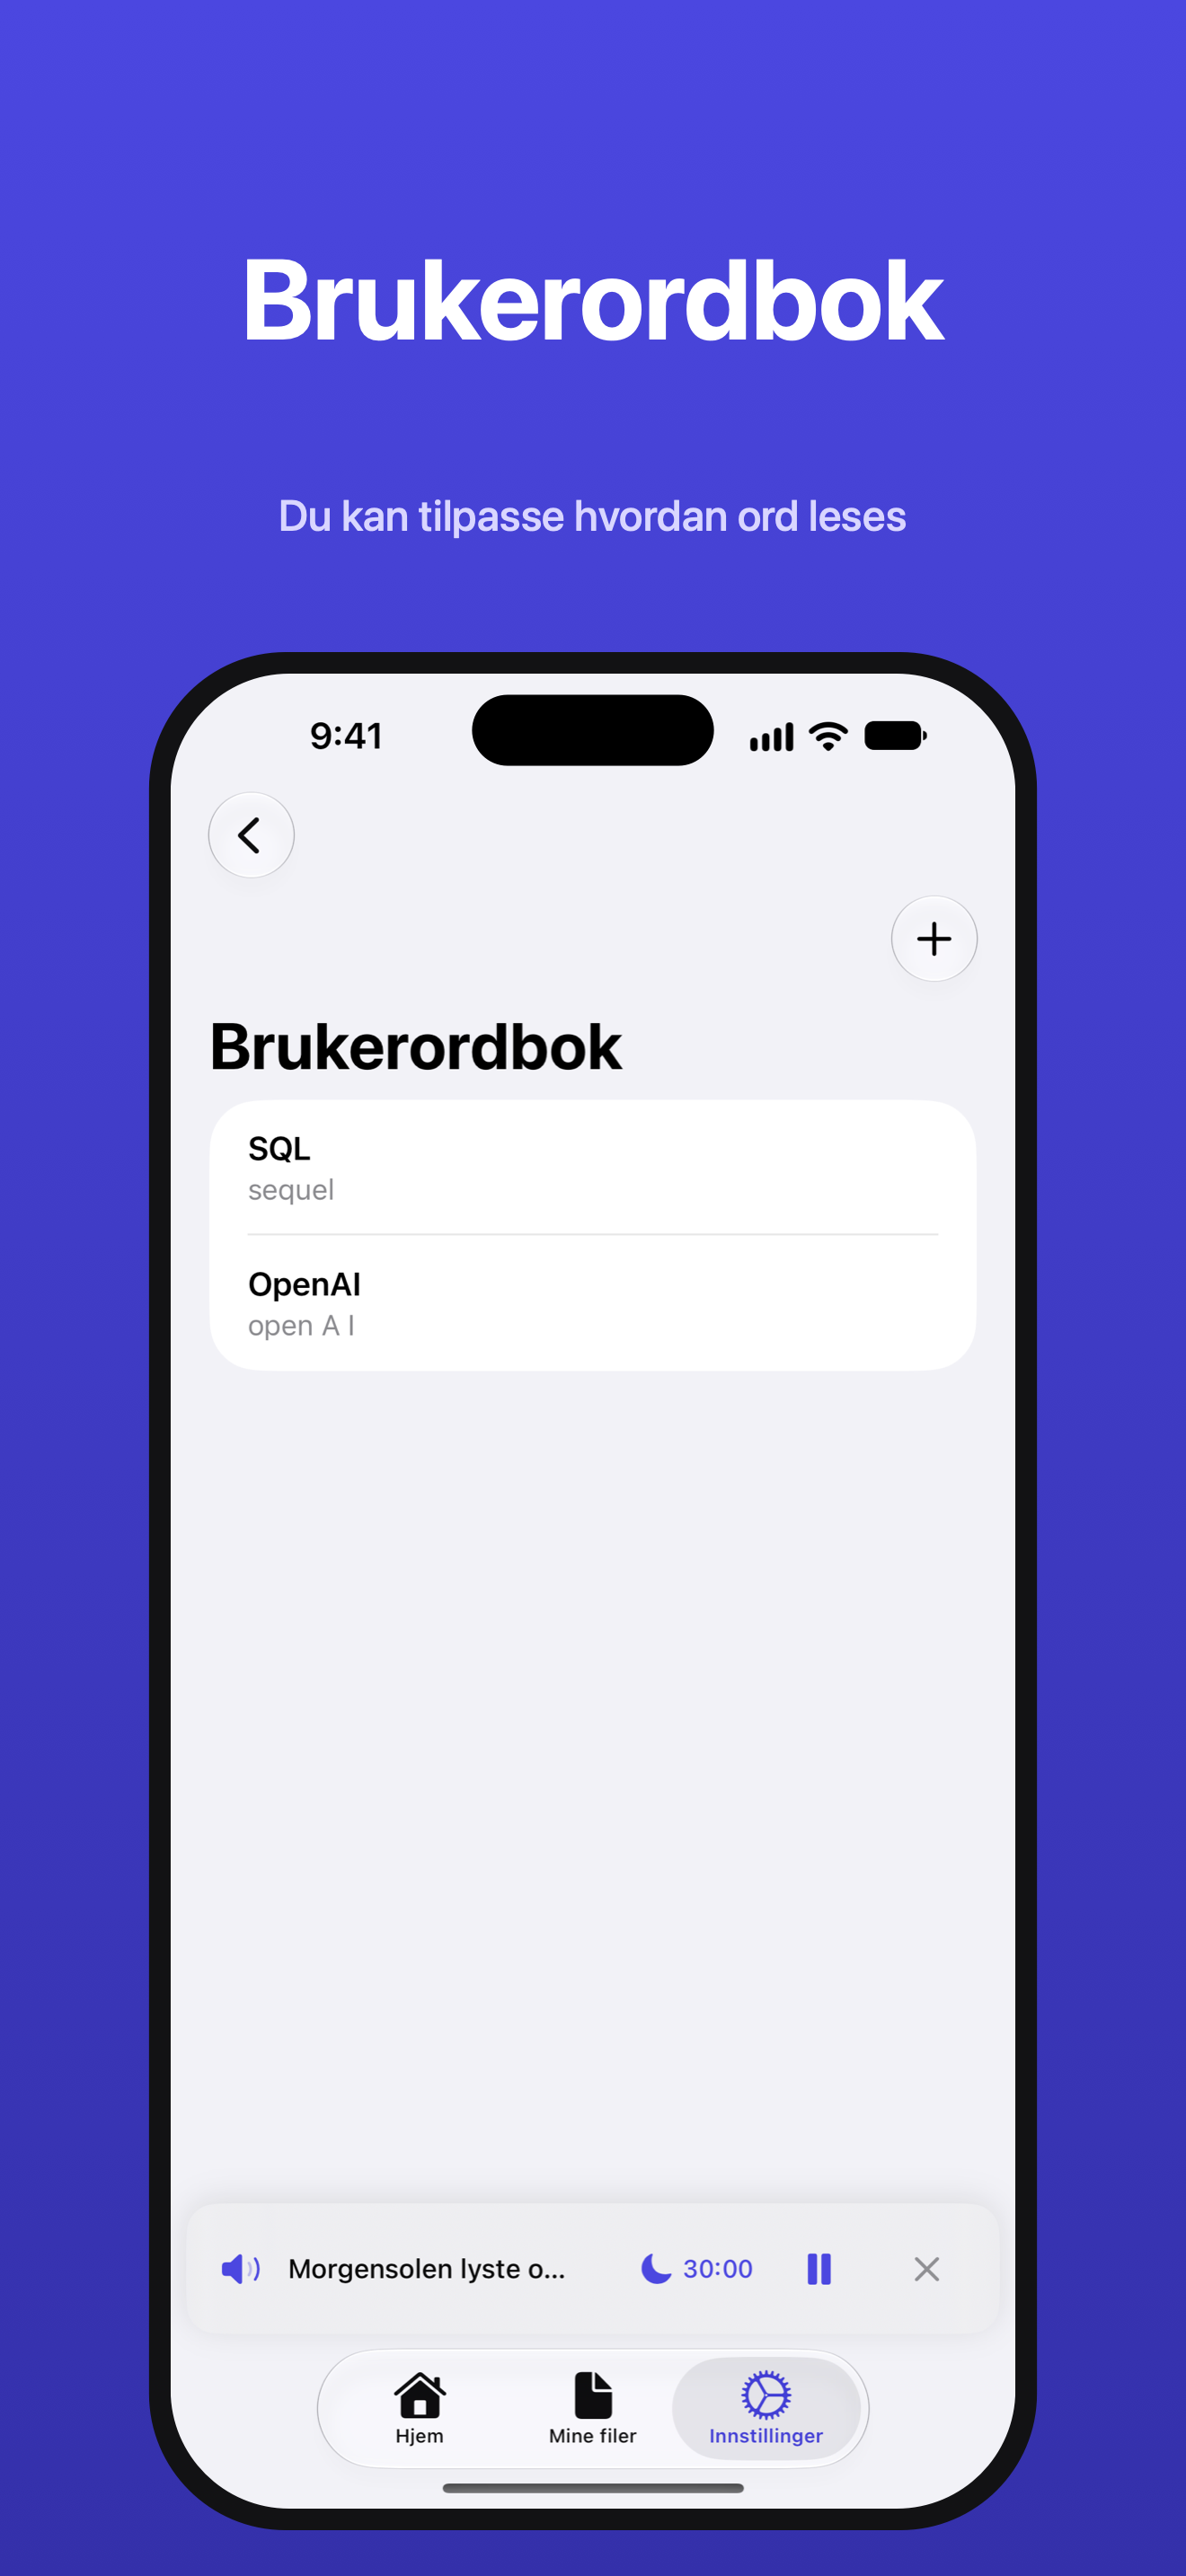 Brukerordbok
Du kan tilpasse hvordan ord leses
9:41
Brukerordbok
SQL
sequel
OpenAI
open A I
Morgensolen lyste o...
30:00
Hjem
Mine filer
Innstillinger